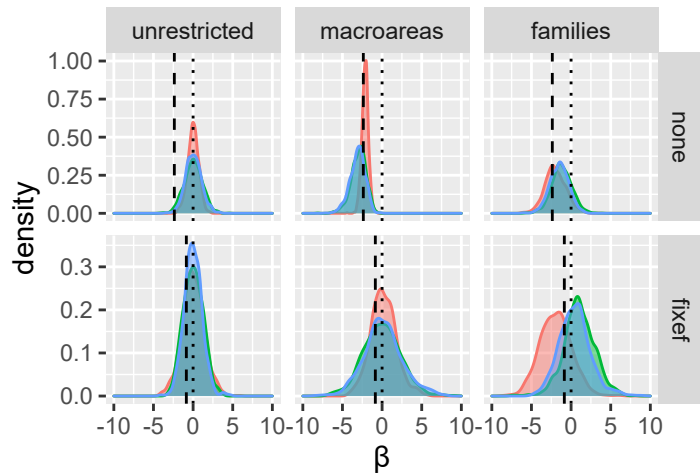 unrestricted macroareas families
1.00
0.75
0.50
0.25
0.00
none
density
0.3
0.2
0.1
0.0
fixef
-10 -5 0 5 10 -10 -5 0 5 10 -10 -5 0 5 10
β